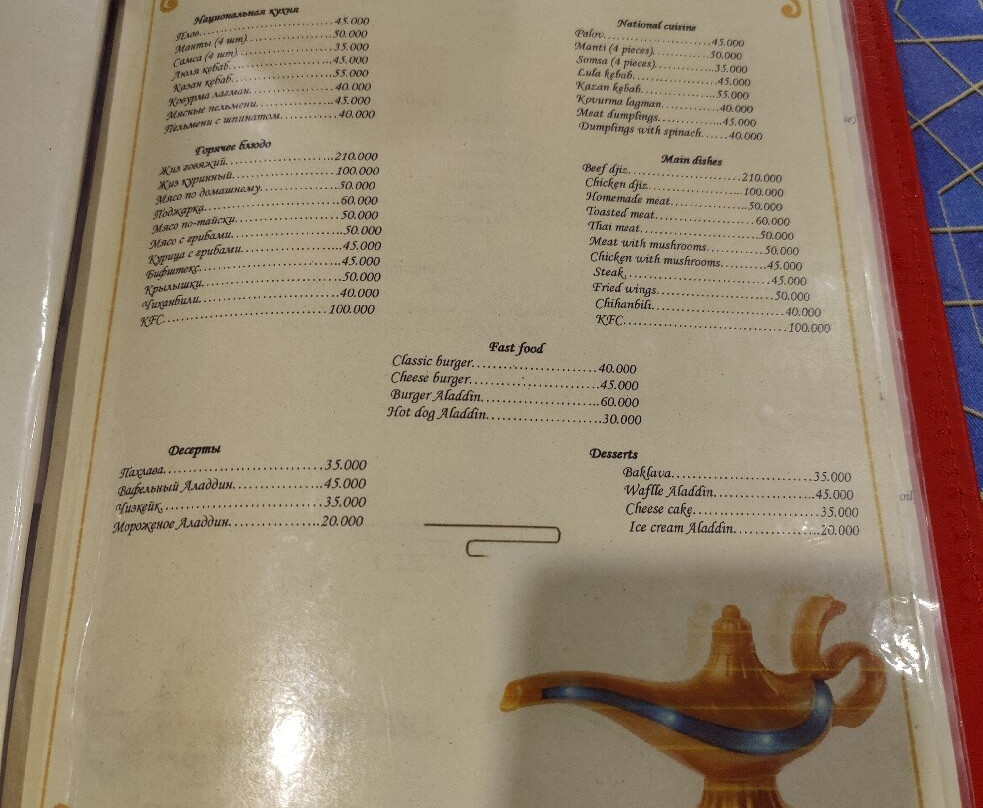 Национальная кухня
Плов...45.000
Манты (4 шт)...50.000
Самса (4 шт)...35.000
Люля кебаб...45.000
Казан кебаб...55.000
Ковурма лагман...40.000
Мясные пельмени...45.000
Пельмени с шпинатом...40.000
Горячее блюдо
Жиз говяжий...210.000
Жиз куринный...100.000
Мясо по домашнему...50.000
Поджарка...60.000
Мясо по-тайски...50.000
Мясо с грибами...50.000
Курица с грибами...45.000
Бифштекс...45.000
Крылышки...50.000
Чиханбили...40.000
KFC...100.000
National cuisine
Palov...45.000
Manti (4 pieces)...50.000
Somsa (4 pieces)...35.000
Lula kebab...45.000
Kazan kebab...55.000
Kovurma lagman...40.000
Meat dumplings...45.000
Dumplings with spinach...40.000
Main dishes
Beef djiz...210.000
Chicken djiz...100.000
Homemade meat...50.000
Toasted meat...60.000
Thai meat...50.000
Meat with mushrooms...50.000
Chicken with mushrooms...45.000
Steak...45.000
Fried wings...50.000
Chihanbili...40.000
KFC...100.000
Fast food
Classic burger...40.000
Cheese burger...45.000
Burger Aladdin...60.000
Hot dog Aladdin...30.000
Десерты
Пахлава...35.000
Вафельный Аладдин...45.000
Чизкейк...35.000
Мороженое Аладдин...20.000
Desserts
Baklava...35.000
Waflle Aladdin...45.000
Cheese cake...35.000
Ice cream Aladdin...20.000